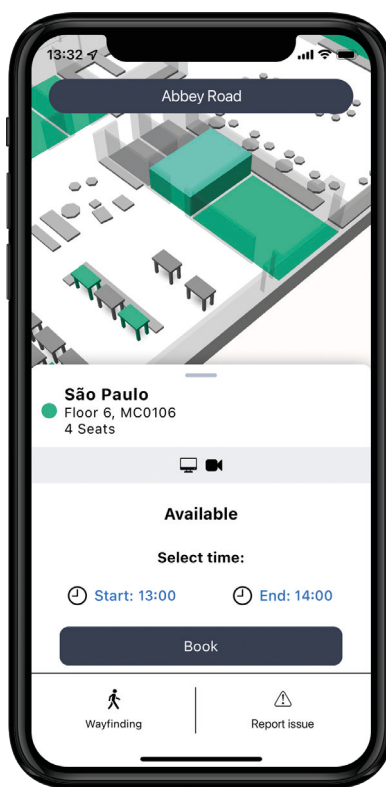 13:32
Abbey Road
São Paulo
Floor 6, MC0106
4 Seats
Available
Select time:
Start: 13:00
End: 14:00
Book
Wayfinding
Report issue